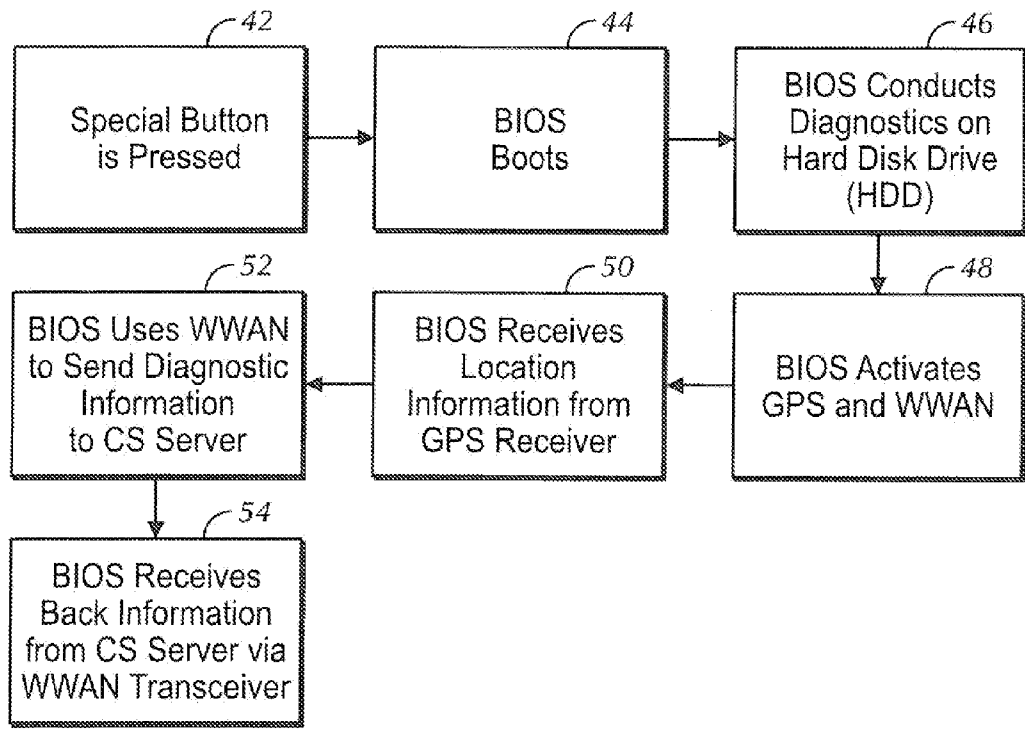 42
Special Button
is Pressed
44
BIOS
Boots
46
BIOS Conducts
Diagnostics on
Hard Disk Drive
(HDD)
48
BIOS Activates
GPS and WWAN
50
BIOS Receives
Location
Information from
GPS Receiver
52
BIOS Uses WWAN
to Send Diagnostic
Information
to CS Server
54
BIOS Receives
Back Information
from CS Server via
WWAN Transceiver